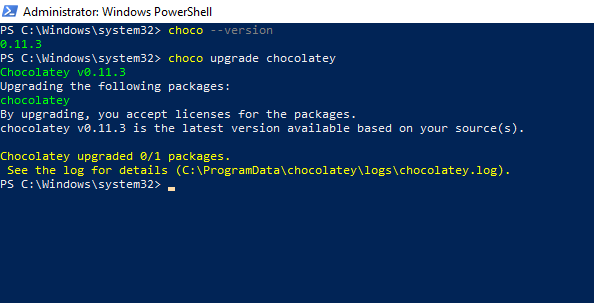 Administrator: Windows PowerShell
PS C:\Windows\system32> choco --version
0.11.3
PS C:\Windows\system32> choco upgrade chocolatey
Chocolatey v0.11.3
Upgrading the following packages:
chocolatey
By upgrading, you accept licenses for the packages.
chocolatey v0.11.3 is the latest version available based on your source(s).
Chocolatey upgraded 0/1 packages.
 See the log for details (C:\ProgramData\chocolatey\logs\chocolatey.log).
PS C:\Windows\system32>